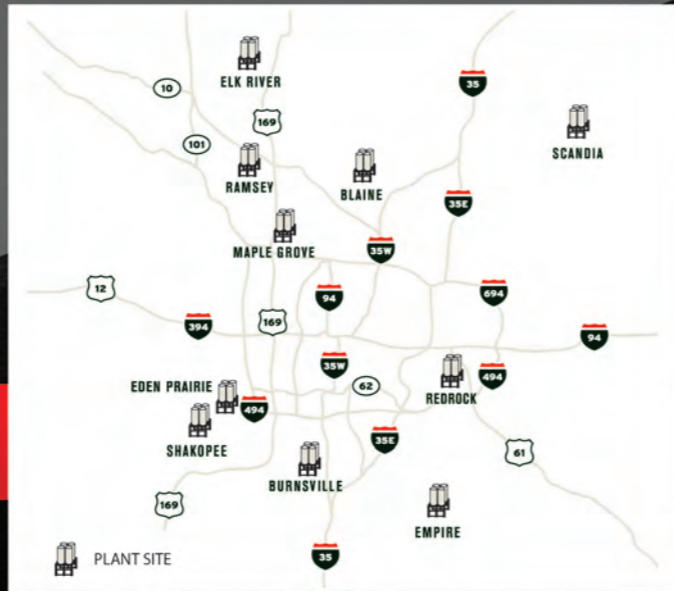 ELK RIVER
35
10
169
SCANDIA
101
RAMSEY
BLAINE
35E
MAPLE GROVE
35W
12
94
694
394
169
94
35W
EDEN PRAIRIE
62
REDROCK
494
494
SHAKOPEE
35E
61
BURNSVILLE
169
EMPIRE
35
PLANT SITE